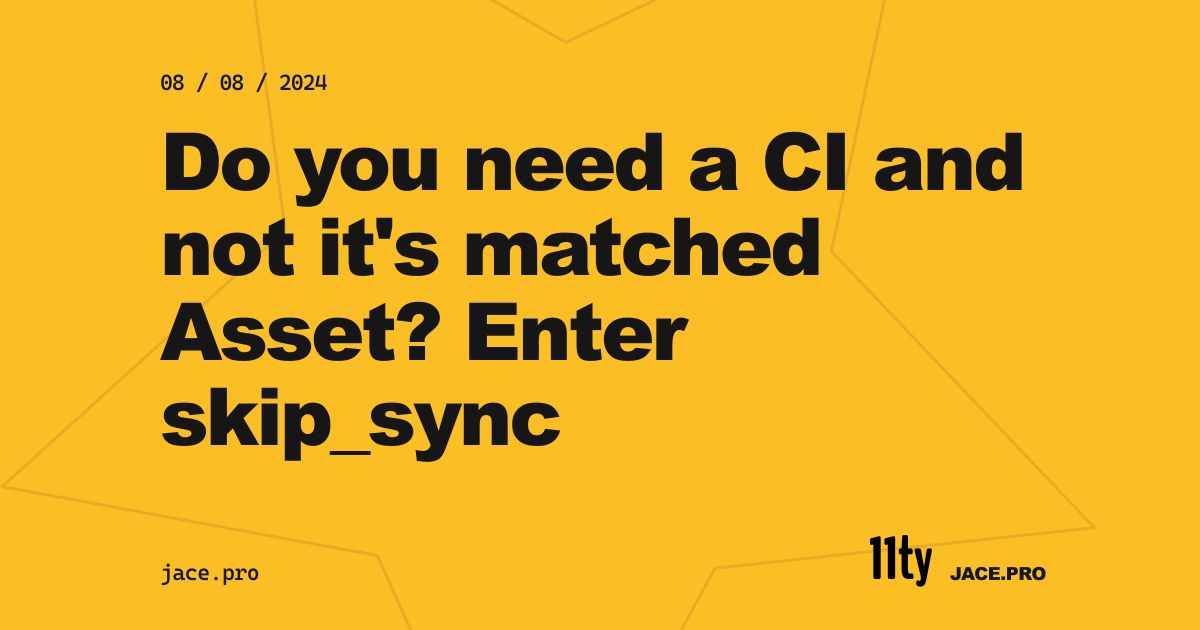 08 / 08 / 2024
Do you need a CI and
not it's matched
Asset? Enter
skip_sync
jace.pro
11ty JACE.PRO